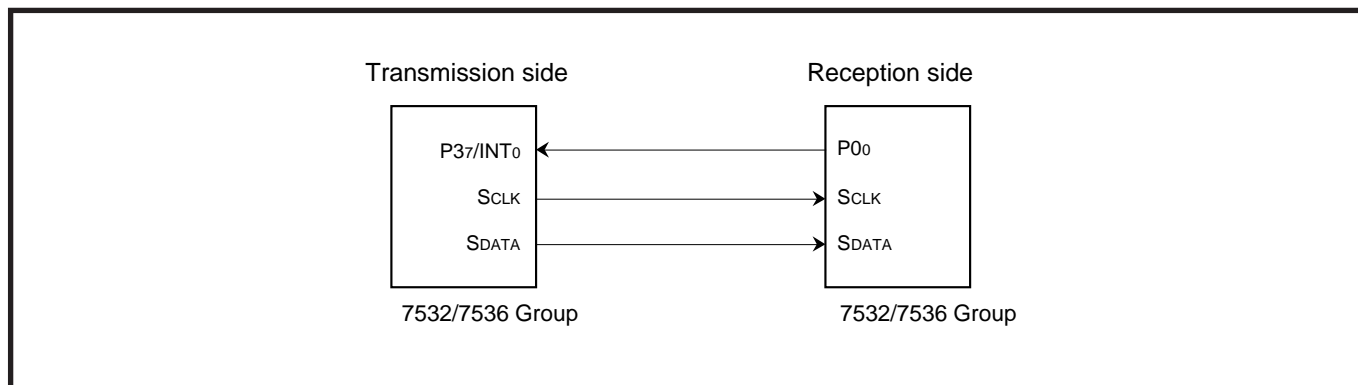 Transmission side Reception side
P37/INT0 P00
SCLK SCLK
SDATA SDATA
7532/7536 Group 7532/7536 Group